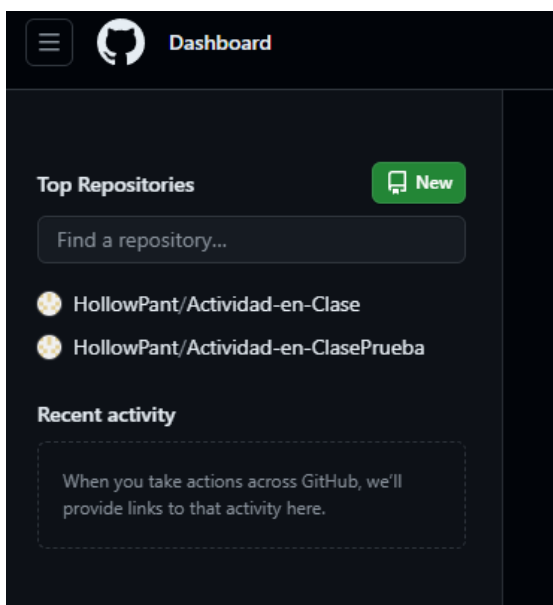 Dashboard
Top Repositories
New
Find a repository...
HollowPant/Actividad-en-Clase
HollowPant/Actividad-en-ClasePrueba
Recent activity
When you take actions across GitHub, we'll
provide links to that activity here.